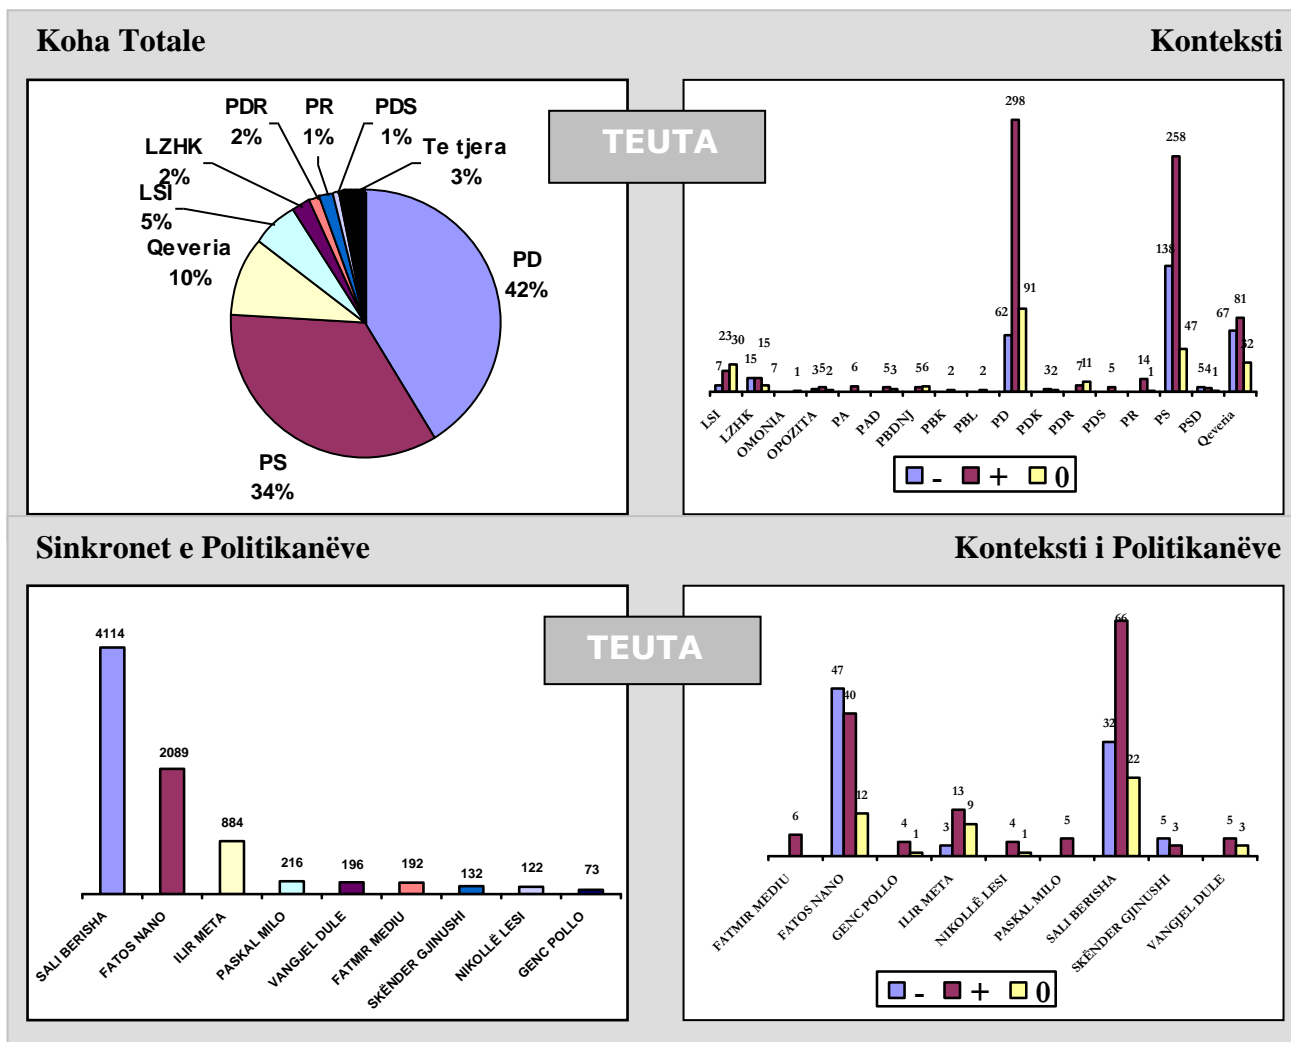 Koha Totale
Konteksti
TEUTA
PDR
2%
PR
1%
PDS
1%
Te tjera
3%
LZHK
2%
LSI
5%
Qeveria
10%
PD
42%
PS
34%
298
258
138
91
62
47
67
81
32
7
23
30
15
15
7
1
3
5
2
6
5
3
5
6
2
2
3
2
7
11
5
14
1
5
4
1
LSI
LZHK
OMONIA
OPOZITA
PA
PAD
PBDNJ
PBK
PBL
PD
PDK
PDR
PDS
PR
PS
PSD
Qeveria
- + 0
Sinkronet e Politikanëve
Konteksti i Politikanëve
TEUTA
4114
2089
884
216
196
192
132
122
73
SALI BERISHA
FATOS NANO
ILIR META
PASKAL MILO
VANGJEL DULE
FATMIR MEDIU
SKËNDER GJINUSHI
NIKOLLË LESI
GENC POLLO
6
47
40
12
4
1
3
13
9
4
1
5
32
66
22
5
3
5
3
FATMIR MEDIU
FATOS NANO
GENC POLLO
ILIR META
NIKOLLË LESI
PASKAL MILO
SALI BERISHA
SKËNDER GJINUSHI
VANGJEL DULE
- + 0